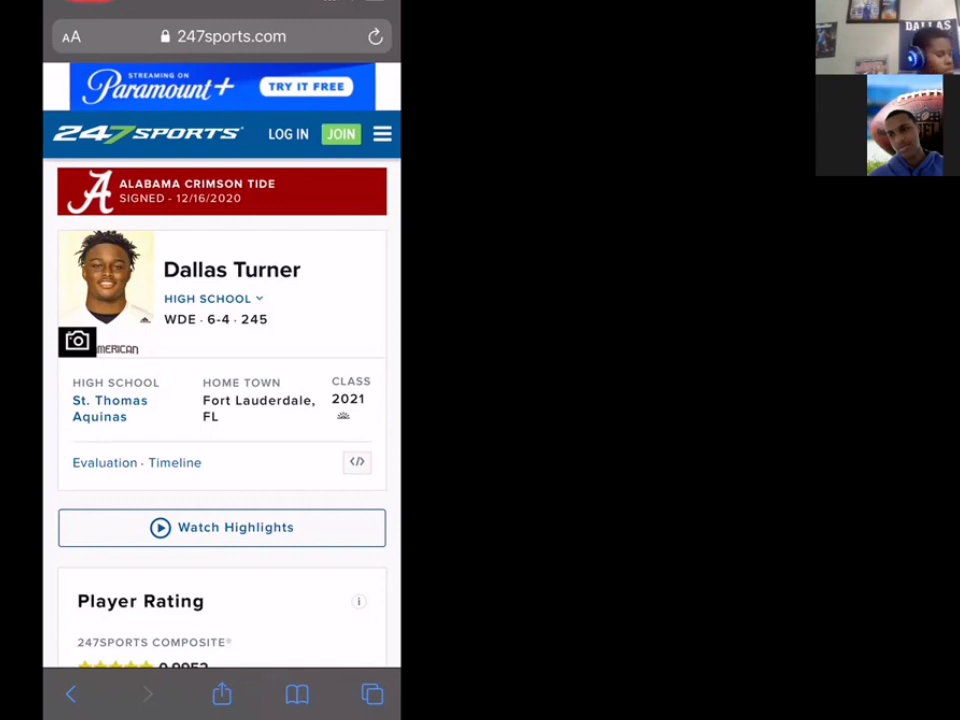 AA 247sports.com
STREAMING ON
Paramount+ TRY IT FREE
247SPORTS LOG IN JOIN
A ALABAMA CRIMSON TIDE
SIGNED - 12/16/2020
Dallas Turner
HIGH SCHOOL
WDE · 6-4 · 245
MERICAN
HIGH SCHOOL HOME TOWN CLASS
St. Thomas Aquinas
Fort Lauderdale, FL
2021
Evaluation · Timeline </>
Watch Highlights
Player Rating i
247SPORTS COMPOSITE®
0.9952
DALLAS